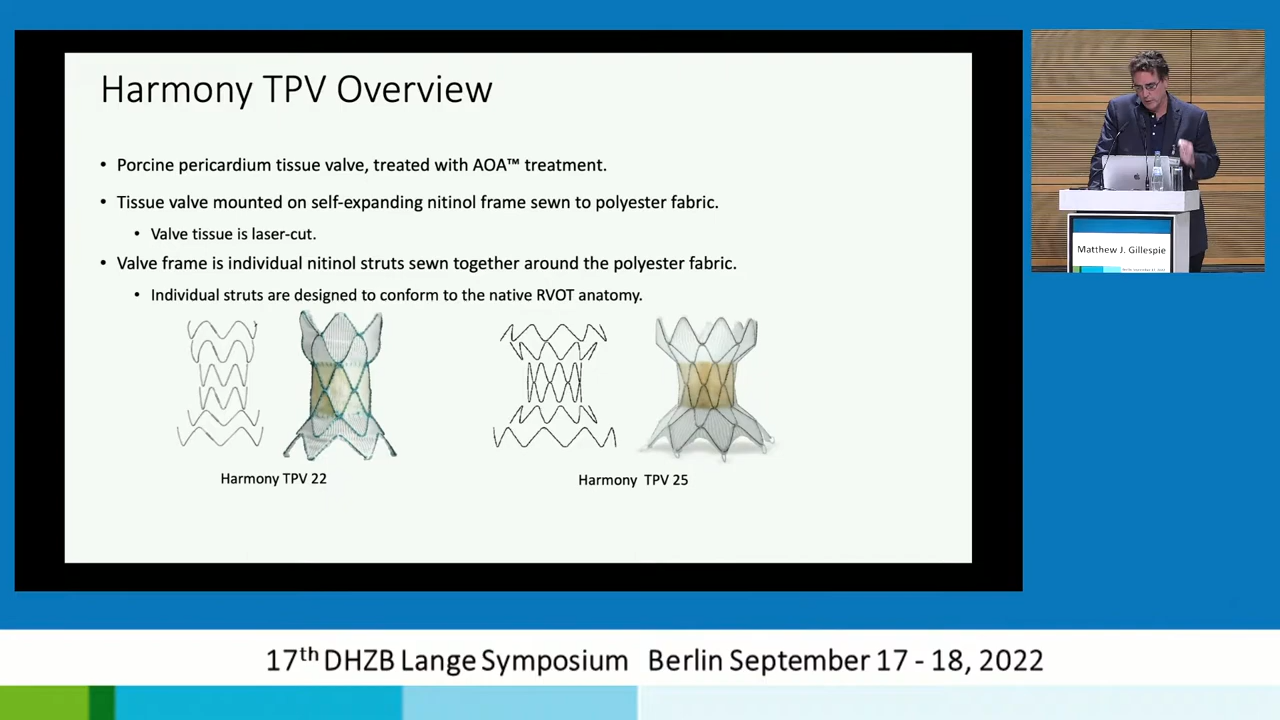 Harmony TPV Overview
• Porcine pericardium tissue valve, treated with AOA™ treatment.
• Tissue valve mounted on self-expanding nitinol frame sewn to polyester fabric.
• Valve tissue is laser-cut.
• Valve frame is individual nitinol struts sewn together around the polyester fabric.
• Individual struts are designed to conform to the native RVOT anatomy.
Harmony TPV 22
Harmony TPV 25
Matthew J. Gillespie
17th DHZB Lange Symposium Berlin September 17 - 18, 2022